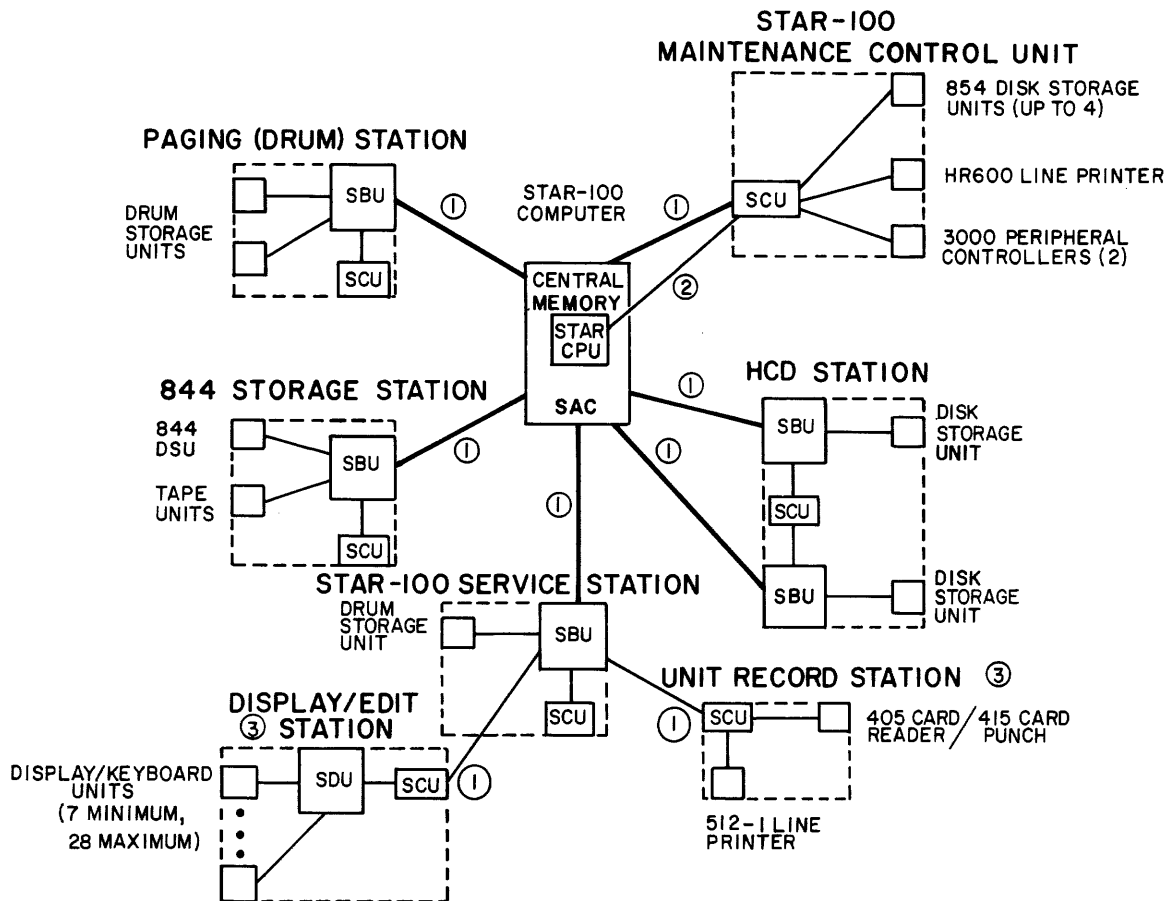 STAR-100
MAINTENANCE CONTROL UNIT
854 DISK STORAGE
UNITS (UP TO 4)
HR600 LINE PRINTER
3000 PERIPHERAL
CONTROLLERS (2)
SCU
①
②
PAGING (DRUM) STATION
DRUM
STORAGE
UNITS
SBU
SCU
①
STAR-100
COMPUTER
CENTRAL
MEMORY
STAR
CPU
SAC
844 STORAGE STATION
844
DSU
TAPE
UNITS
SBU
SCU
①
HCD STATION
①
SBU
DISK
STORAGE
UNIT
①
SCU
SBU
DISK
STORAGE
UNIT
①
STAR-100 SERVICE STATION
DRUM
STORAGE
UNIT
SBU
SCU
UNIT RECORD STATION ③
①
SCU
405 CARD / 415 CARD
READER PUNCH
512-1 LINE
PRINTER
DISPLAY/EDIT
③ STATION
DISPLAY/KEYBOARD
UNITS
(7 MINIMUM,
28 MAXIMUM)
SDU
SCU
①